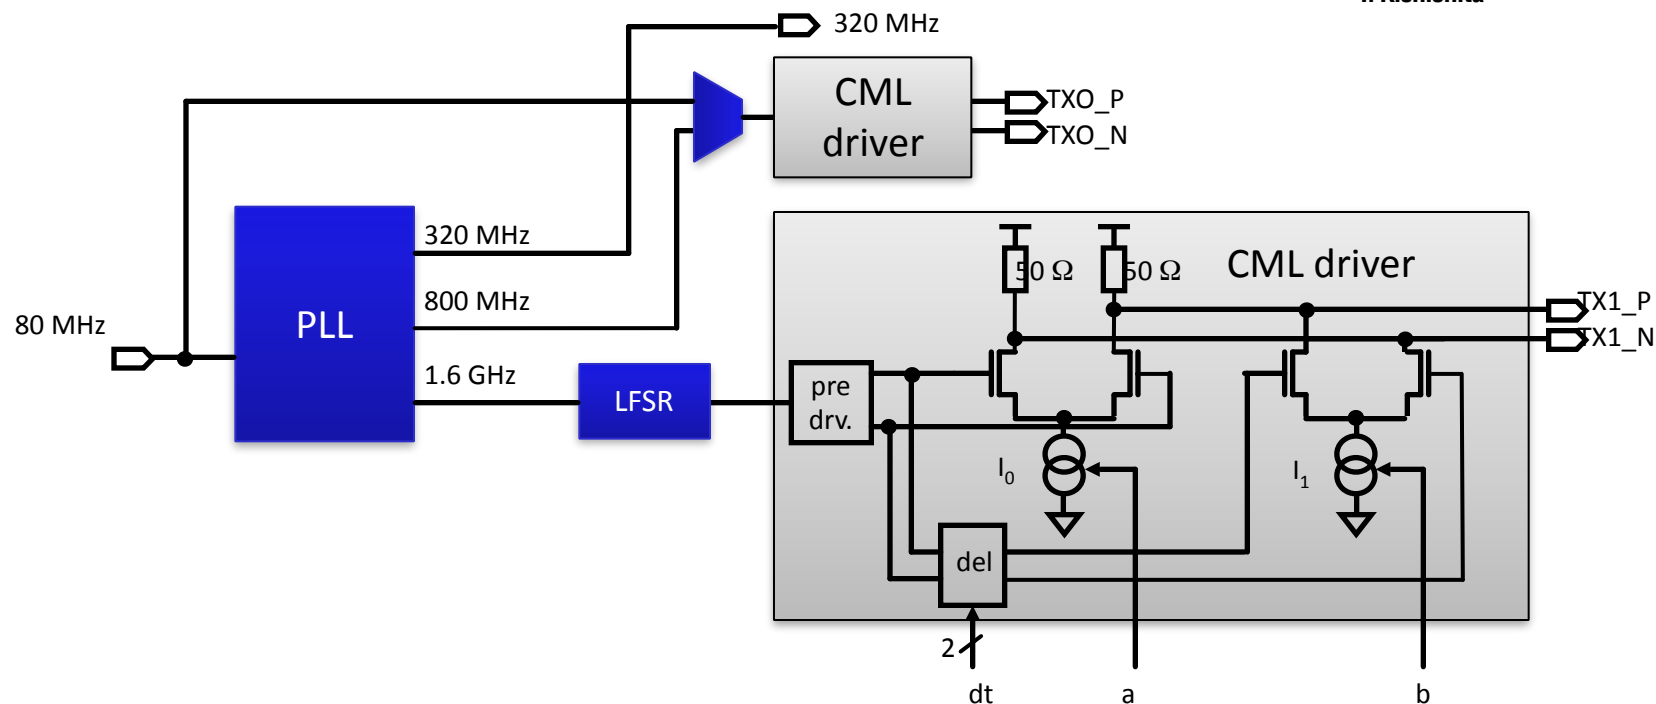 320 MHz
CML
driver
TXO_P
TXO_N
320 MHz
800 MHz
1.6 GHz
80 MHz
PLL
LFSR
50 Ω
50 Ω
CML driver
TX1_P
TX1_N
pre
drv.
I0
I1
del
2
dt
a
b